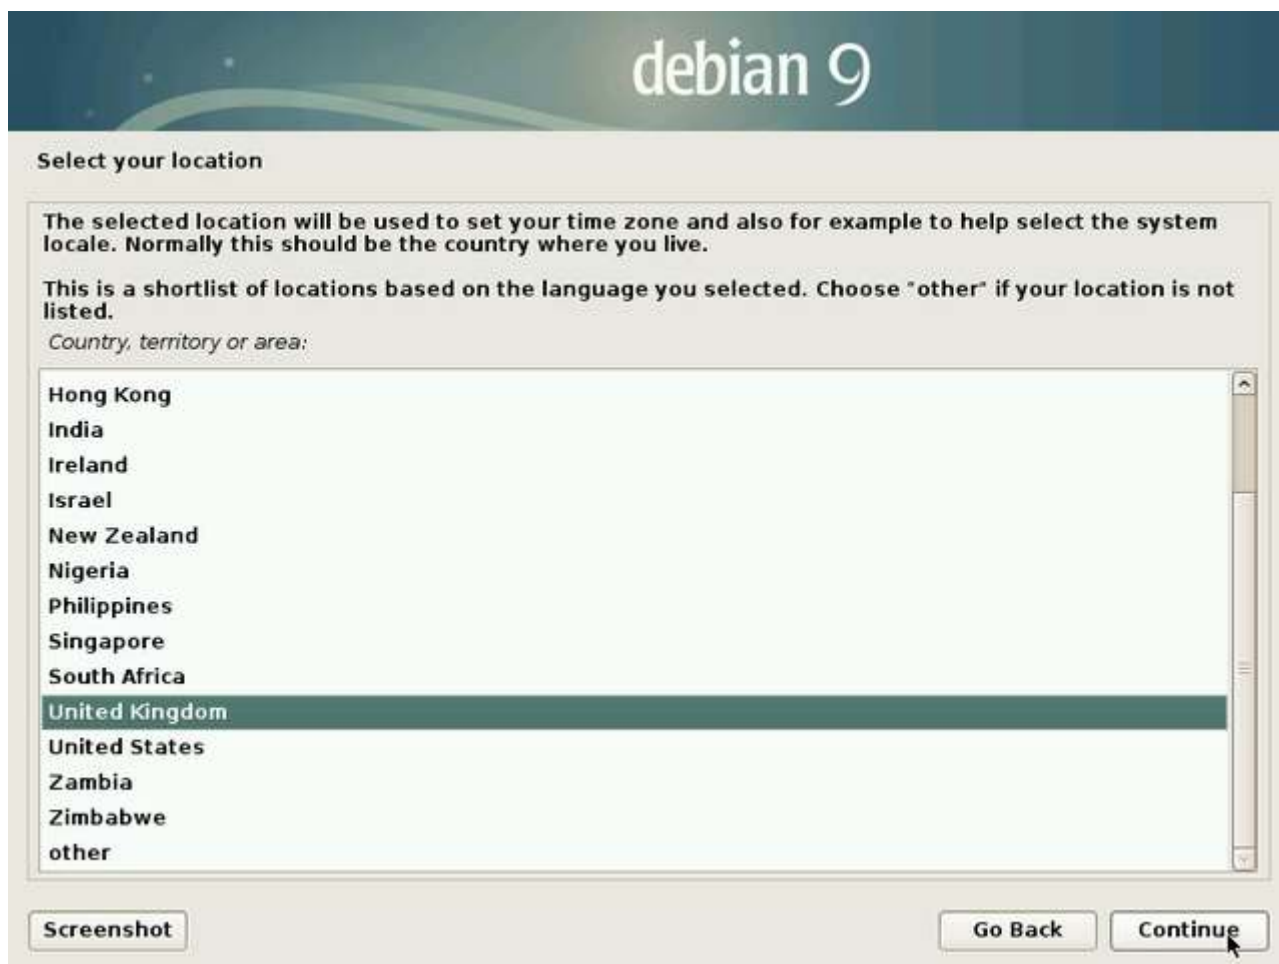 debian 9
Select your location
The selected location will be used to set your time zone and also for example to help select the system
locale. Normally this should be the country where you live.
This is a shortlist of locations based on the language you selected. Choose "other" if your location is not
listed.
Country, territory or area:
Hong Kong
India
Ireland
Israel
New Zealand
Nigeria
Philippines
Singapore
South Africa
United Kingdom
United States
Zambia
Zimbabwe
other
Screenshot
Go Back
Continue